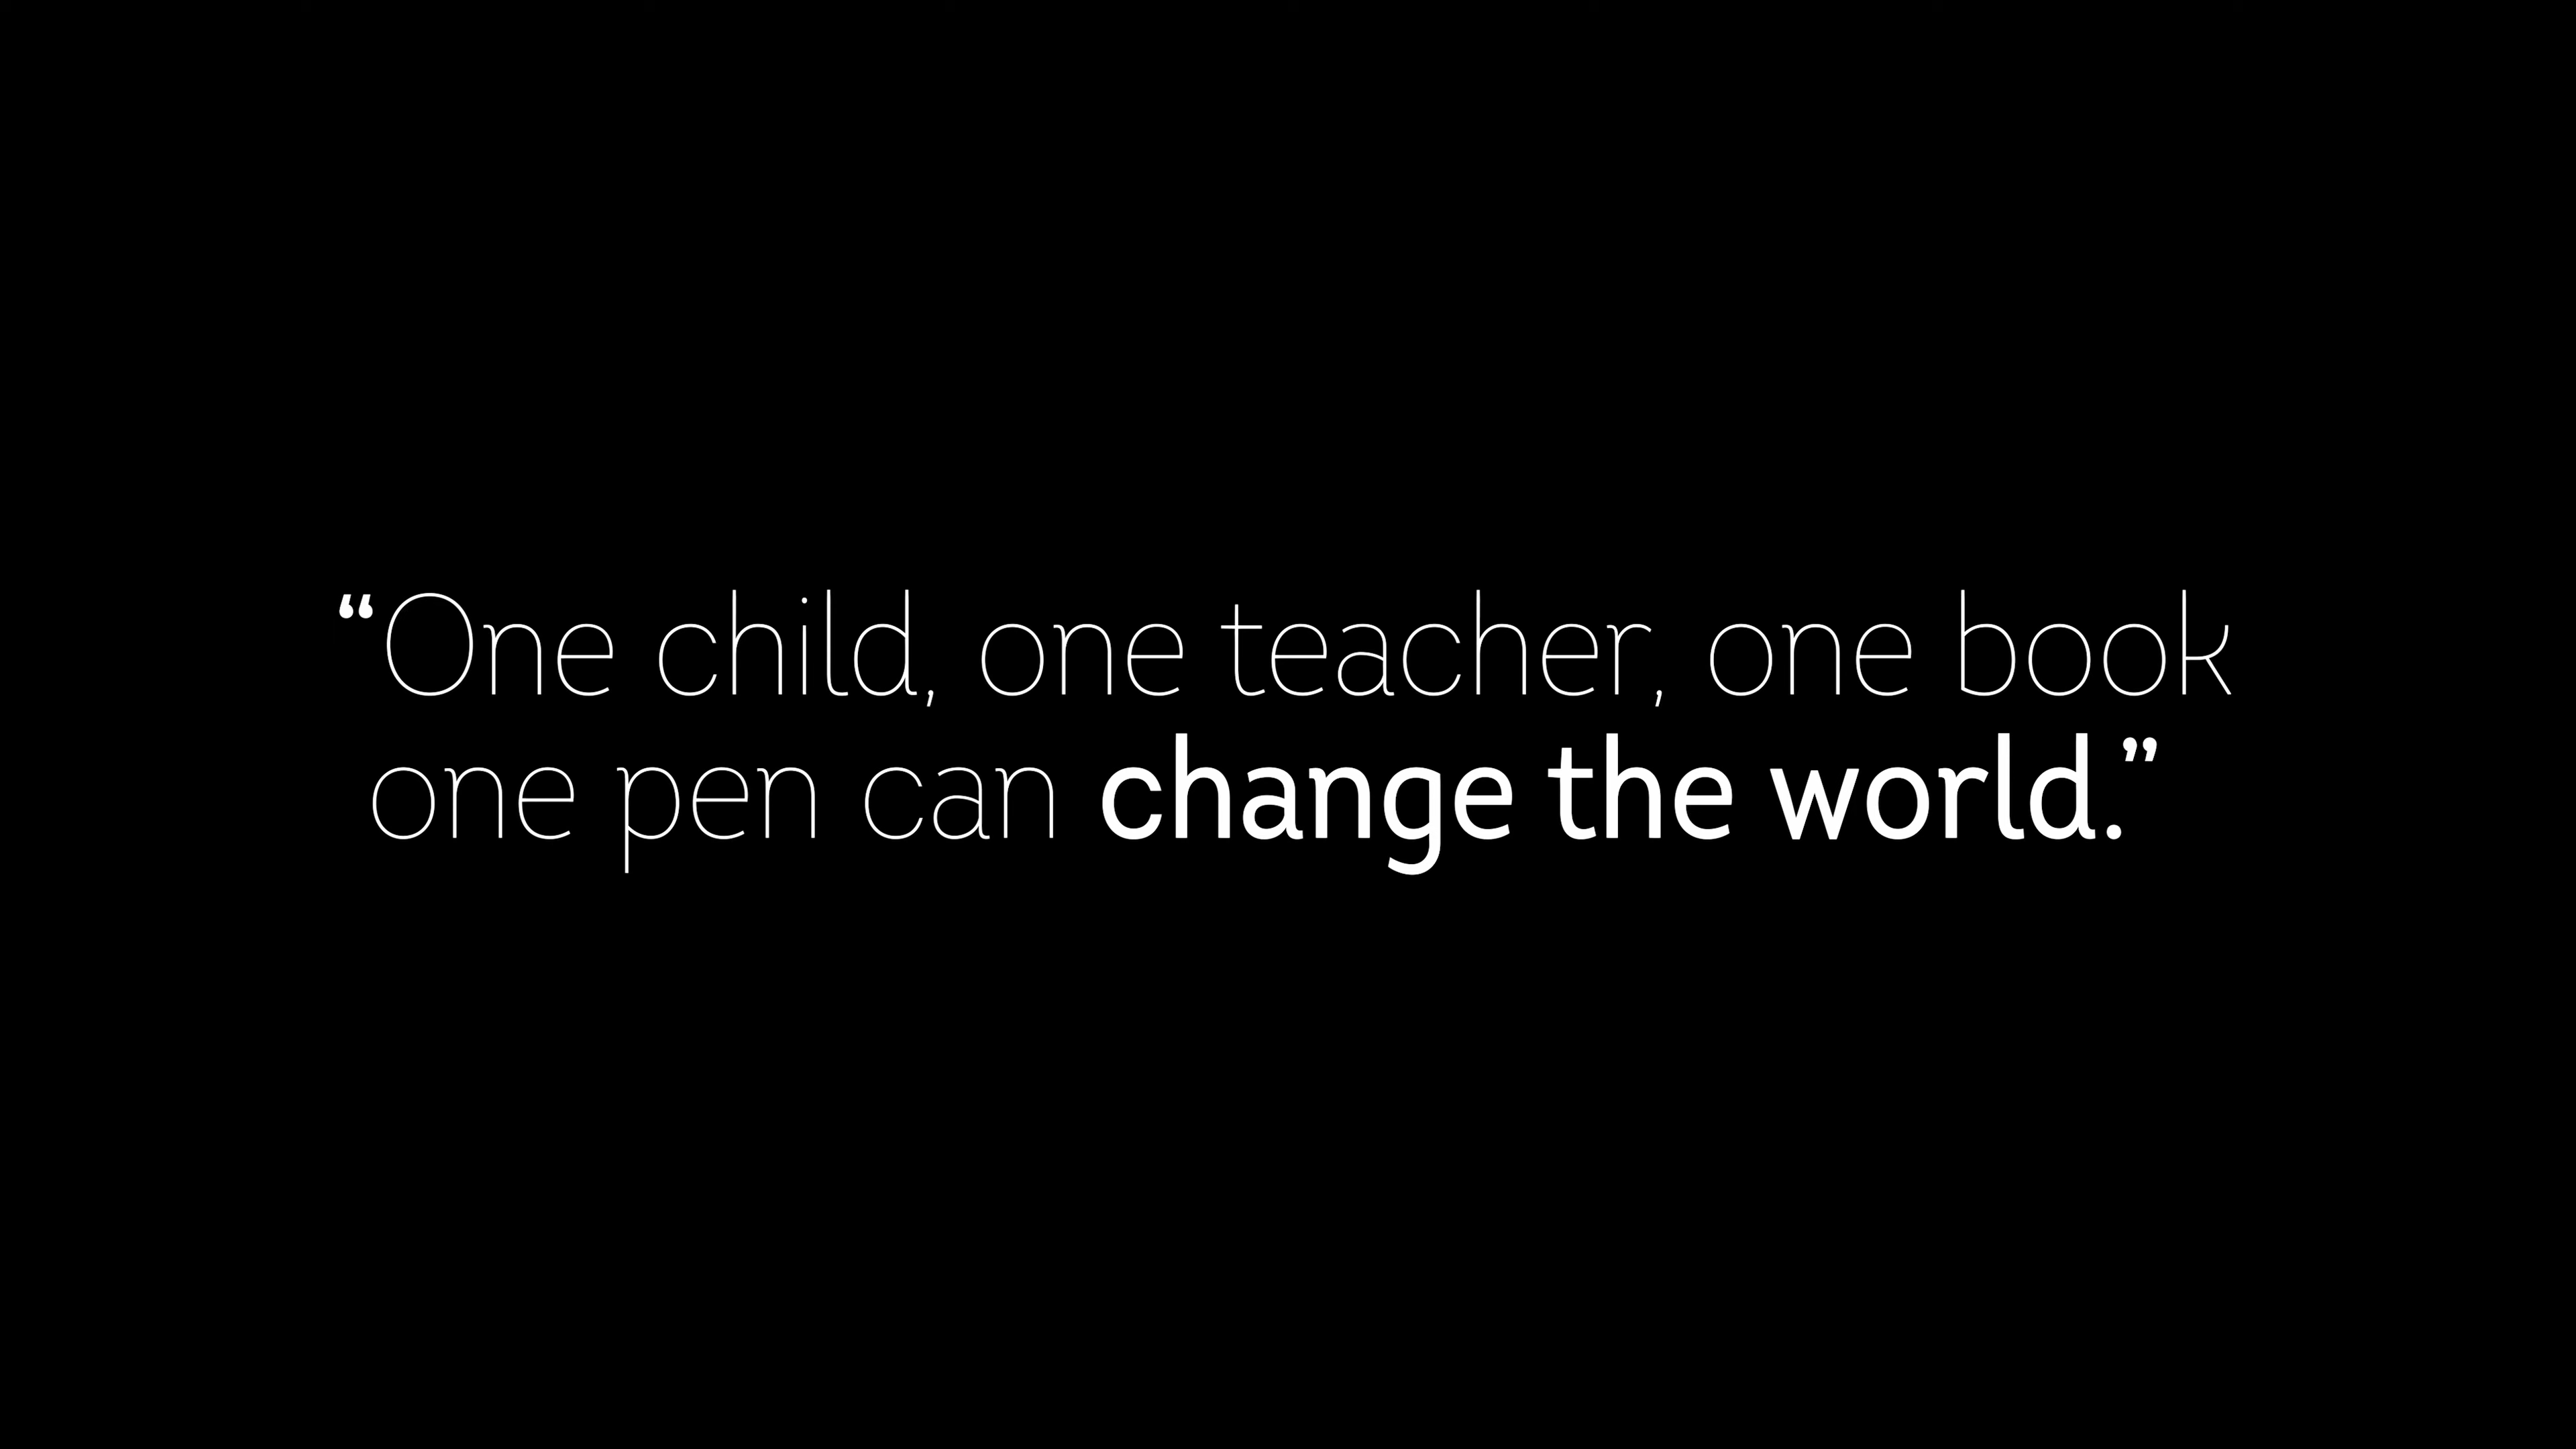 “One child, one teacher, one book
one pen can change the world.”